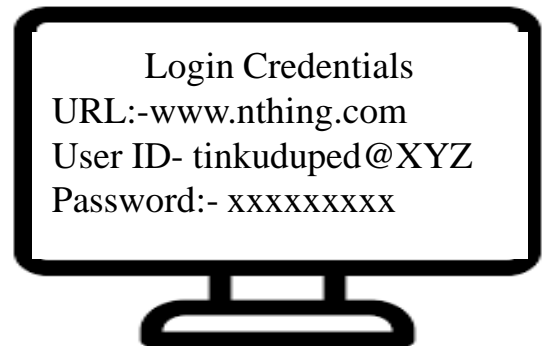 Login Credentials
URL:-www.nthing.com
User ID- tinkuduped@XYZ
Password:- xxxxxxxxx